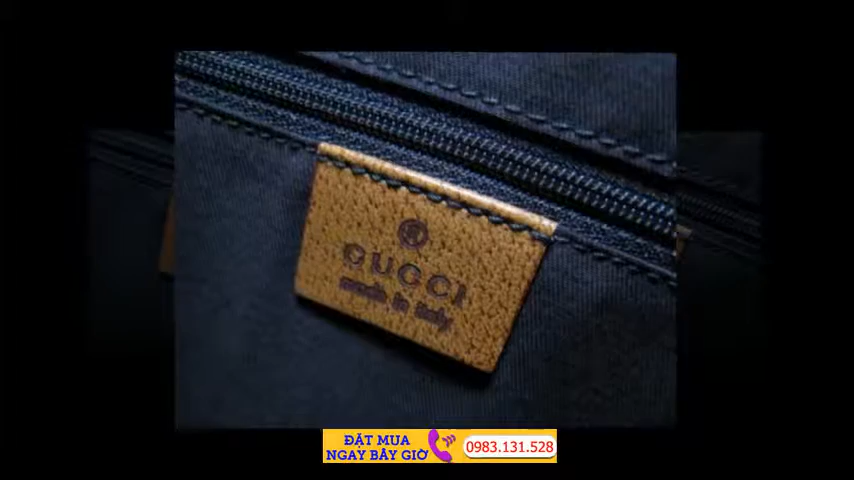 ®
GUCCI
made in italy
ĐẶT MUA
NGAY BÂY GIỜ
0983.131.528